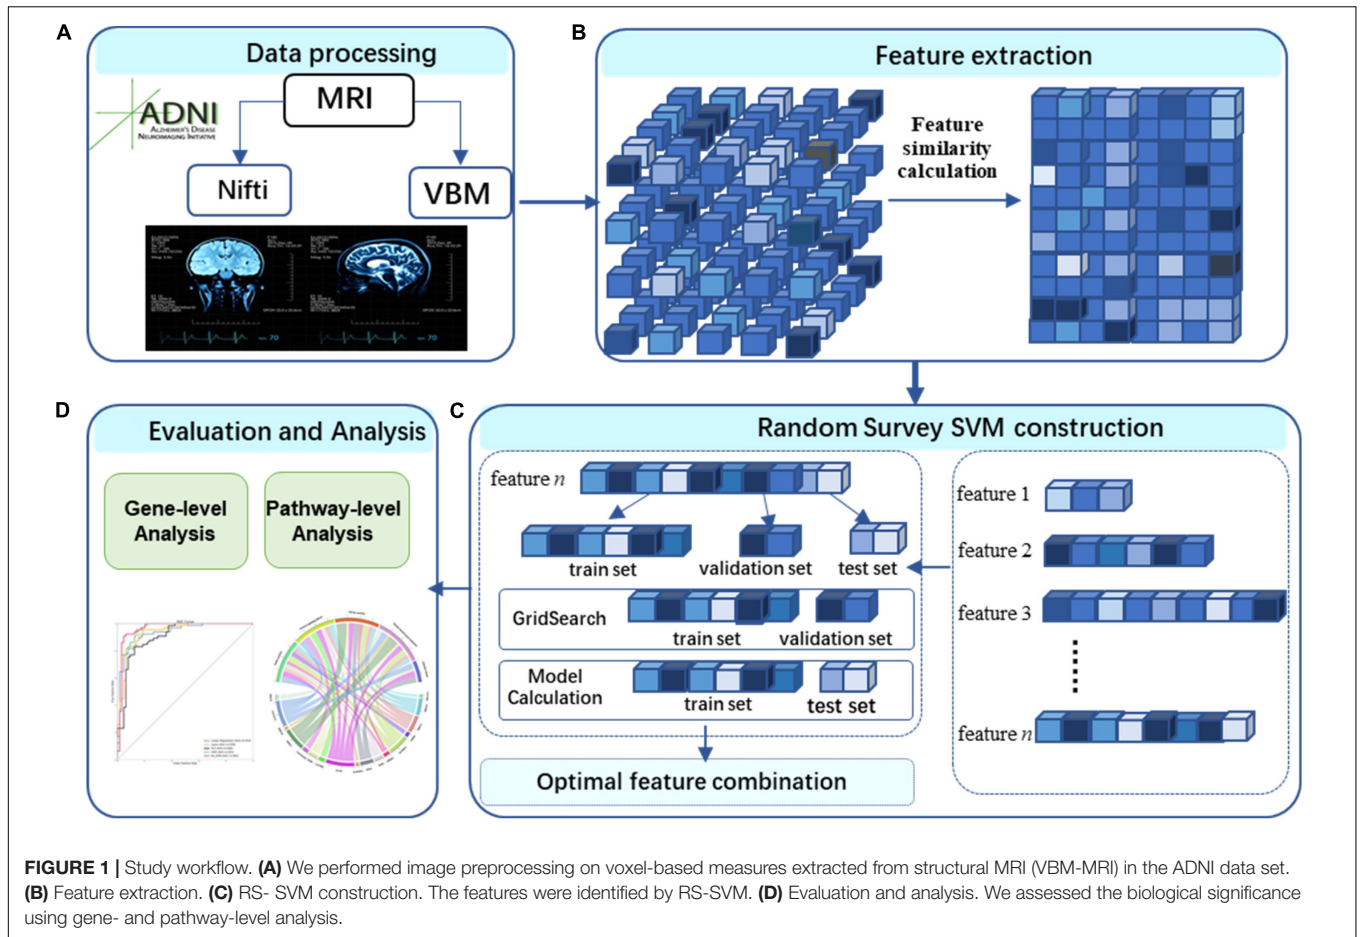 A
Data processing
MRI
ADNI
ALZHEIMER'S DISEASE
NEUROIMAGING INITIATIVE
Nifti
VBM
70
70
B
Feature extraction
Feature
similarity
calculation
C
Random Survey SVM construction
feature n
train set
validation set
test set
GridSearch
train set
validation set
Model
Calculation
train set
test set
Optimal feature combination
feature 1
feature 2
feature 3
feature n
D
Evaluation and Analysis
Gene-level
Analysis
Pathway-level
Analysis
FIGURE 1 | Study workflow. (A) We performed image preprocessing on voxel-based measures extracted from structural MRI (VBM-MRI) in the ADNI data set.
(B) Feature extraction. (C) RS- SVM construction. The features were identified by RS-SVM. (D) Evaluation and analysis. We assessed the biological significance
using gene- and pathway-level analysis.